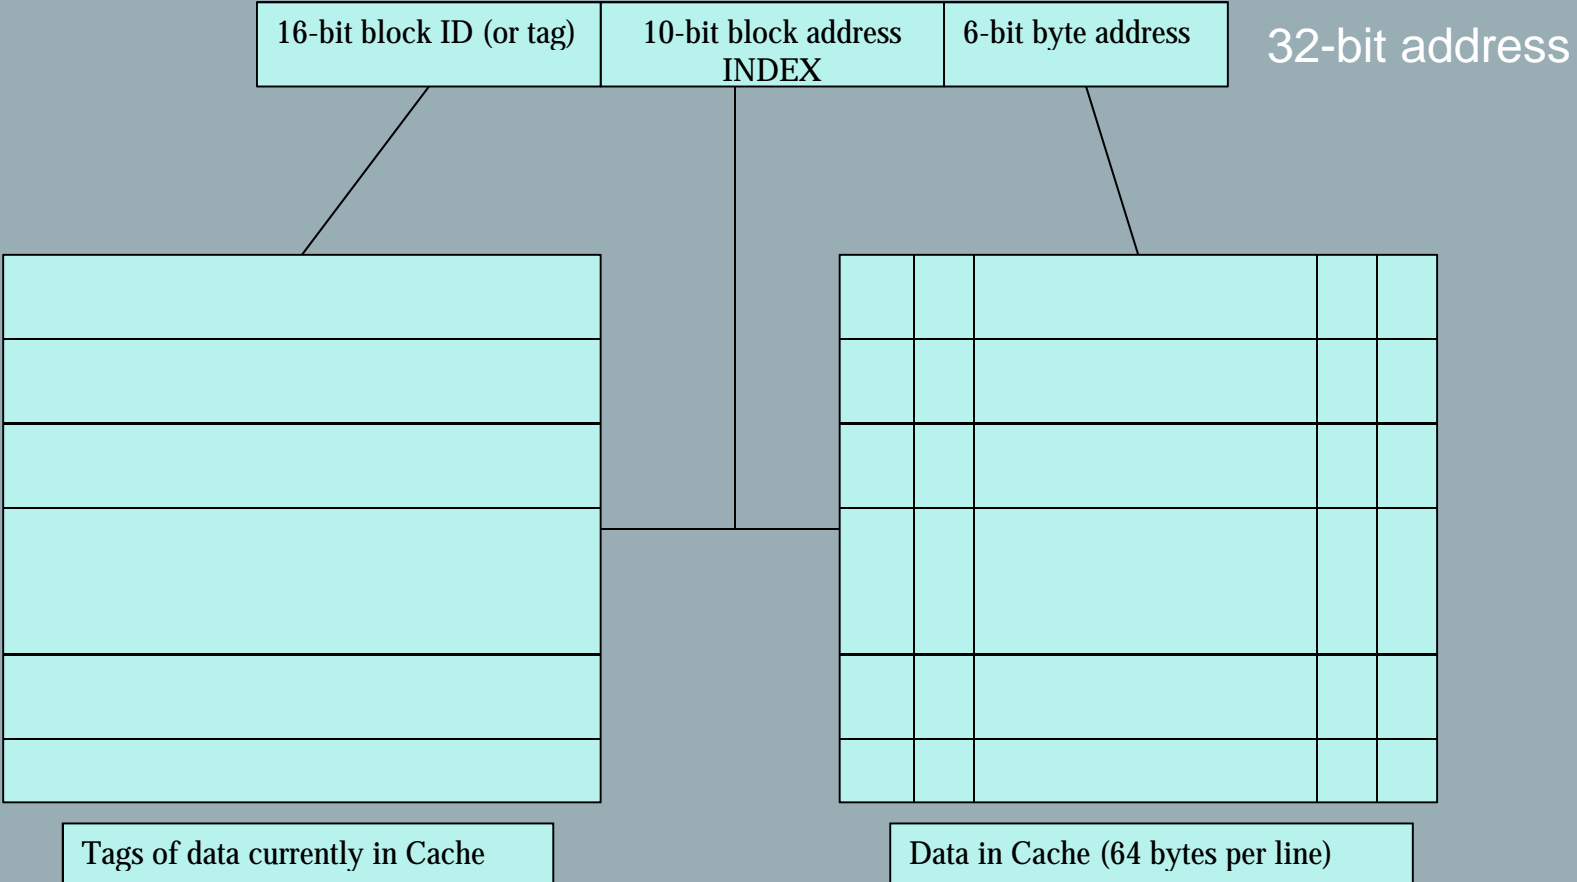 16-bit block ID (or tag)
10-bit block address
INDEX
6-bit byte address
32-bit address
Tags of data currently in Cache
Data in Cache (64 bytes per line)